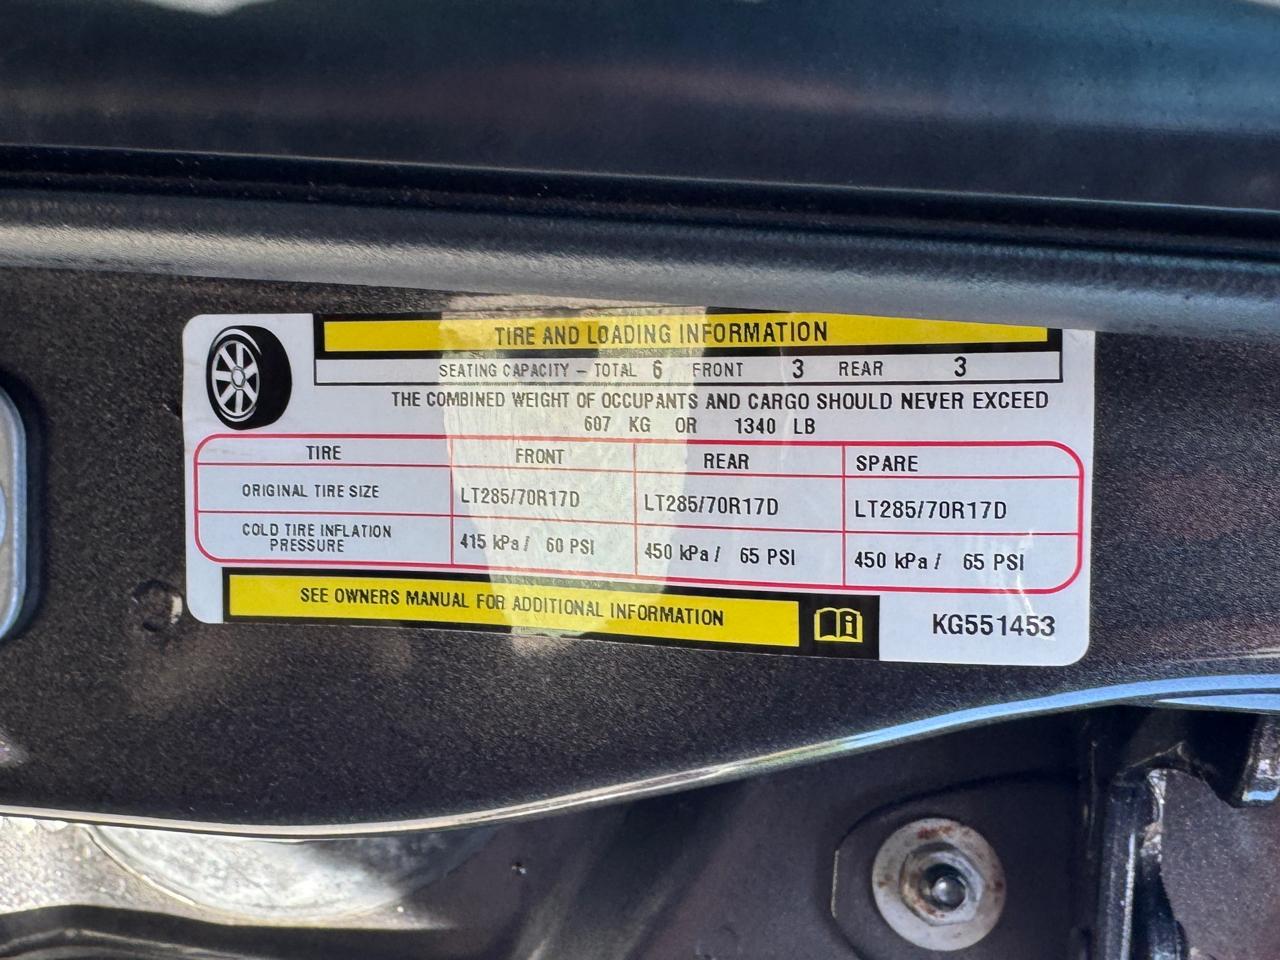 TIRE AND LOADING INFORMATION
SEATING CAPACITY – TOTAL 6 FRONT 3 REAR 3
THE COMBINED WEIGHT OF OCCUPANTS AND CARGO SHOULD NEVER EXCEED
607 KG OR 1340 LB
TIRE FRONT REAR SPARE
ORIGINAL TIRE SIZE LT285/70R17D LT285/70R17D LT285/70R17D
COLD TIRE INFLATION PRESSURE 415 kPa / 60 PSI 450 kPa / 65 PSI 450 kPa / 65 PSI
SEE OWNERS MANUAL FOR ADDITIONAL INFORMATION
KG551453